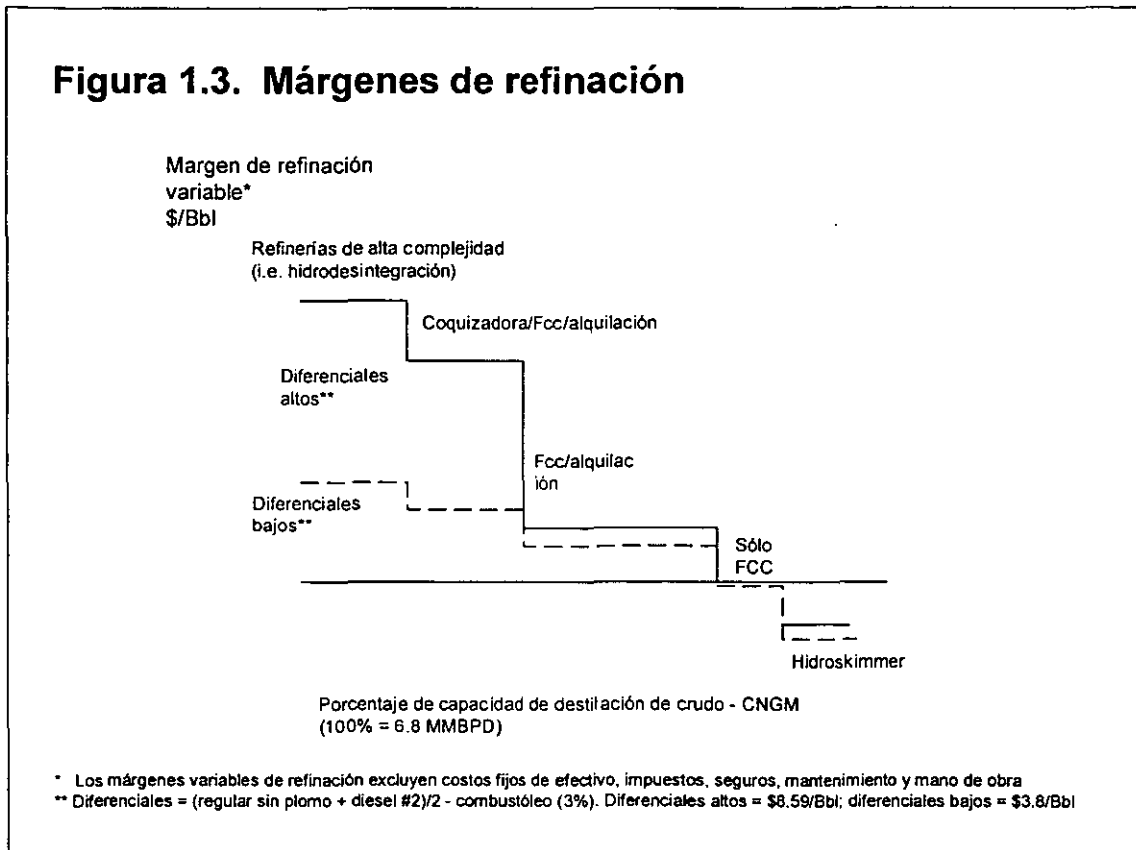 Figura 1.3. Márgenes de refinación
Margen de refinación
variable*
$/Bbl
Refinerías de alta complejidad
(i.e. hidrodesintegración)
Coquizadora/Fcc/alquilación
Diferenciales
altos**
Fcc/alquilac
ión
Diferenciales
bajos**
Sólo
FCC
Hidroskimmer
Porcentaje de capacidad de destilación de crudo - CNGM
(100% = 6.8 MMBPD)
* Los márgenes variables de refinación excluyen costos fijos de efectivo, impuestos, seguros, mantenimiento y mano de obra
** Diferenciales = (regular sin plomo + diesel #2)/2 - combustóleo (3%). Diferenciales altos = $8.59/Bbl; diferenciales bajos = $3.8/Bbl